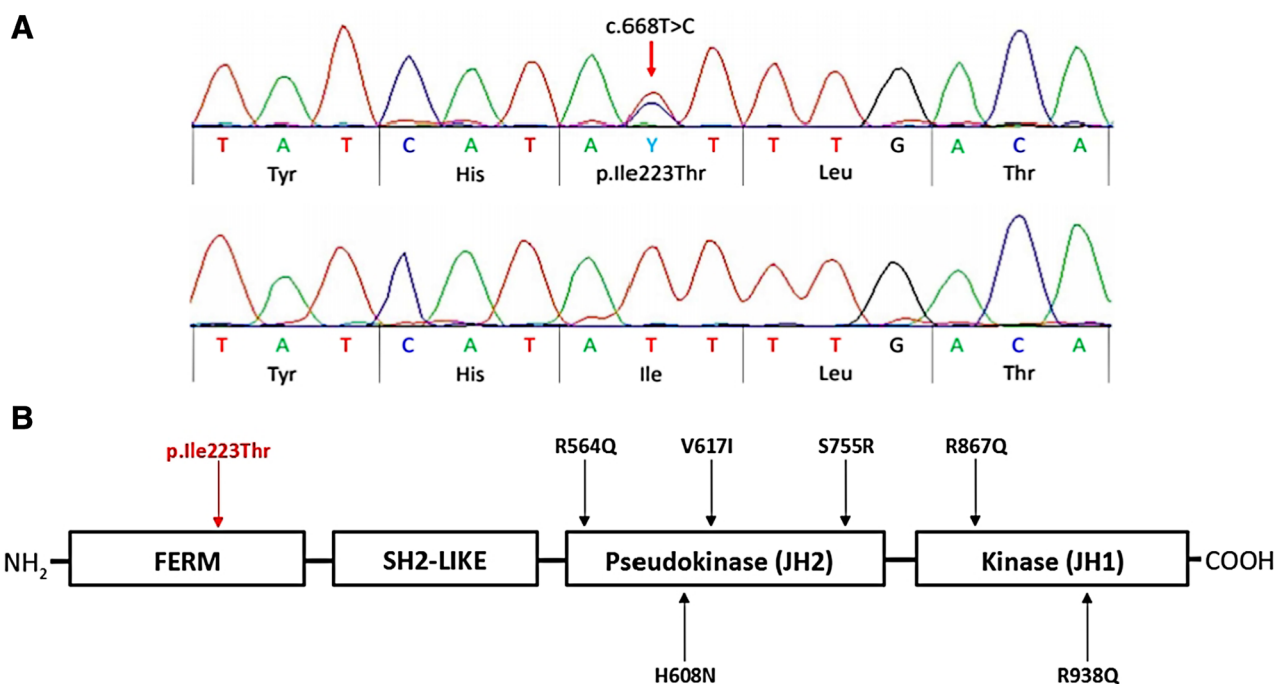 A
c.668T>C
T A T C A T A Y T T T G A C A
Tyr His p.Ile223Thr Leu Thr
T A T C A T A T T T T G A C A
Tyr His Ile Leu Thr
B
p.Ile223Thr R564Q V617I S755R R867Q
NH2 FERM SH2-LIKE Pseudokinase (JH2) Kinase (JH1) COOH
H608N R938Q